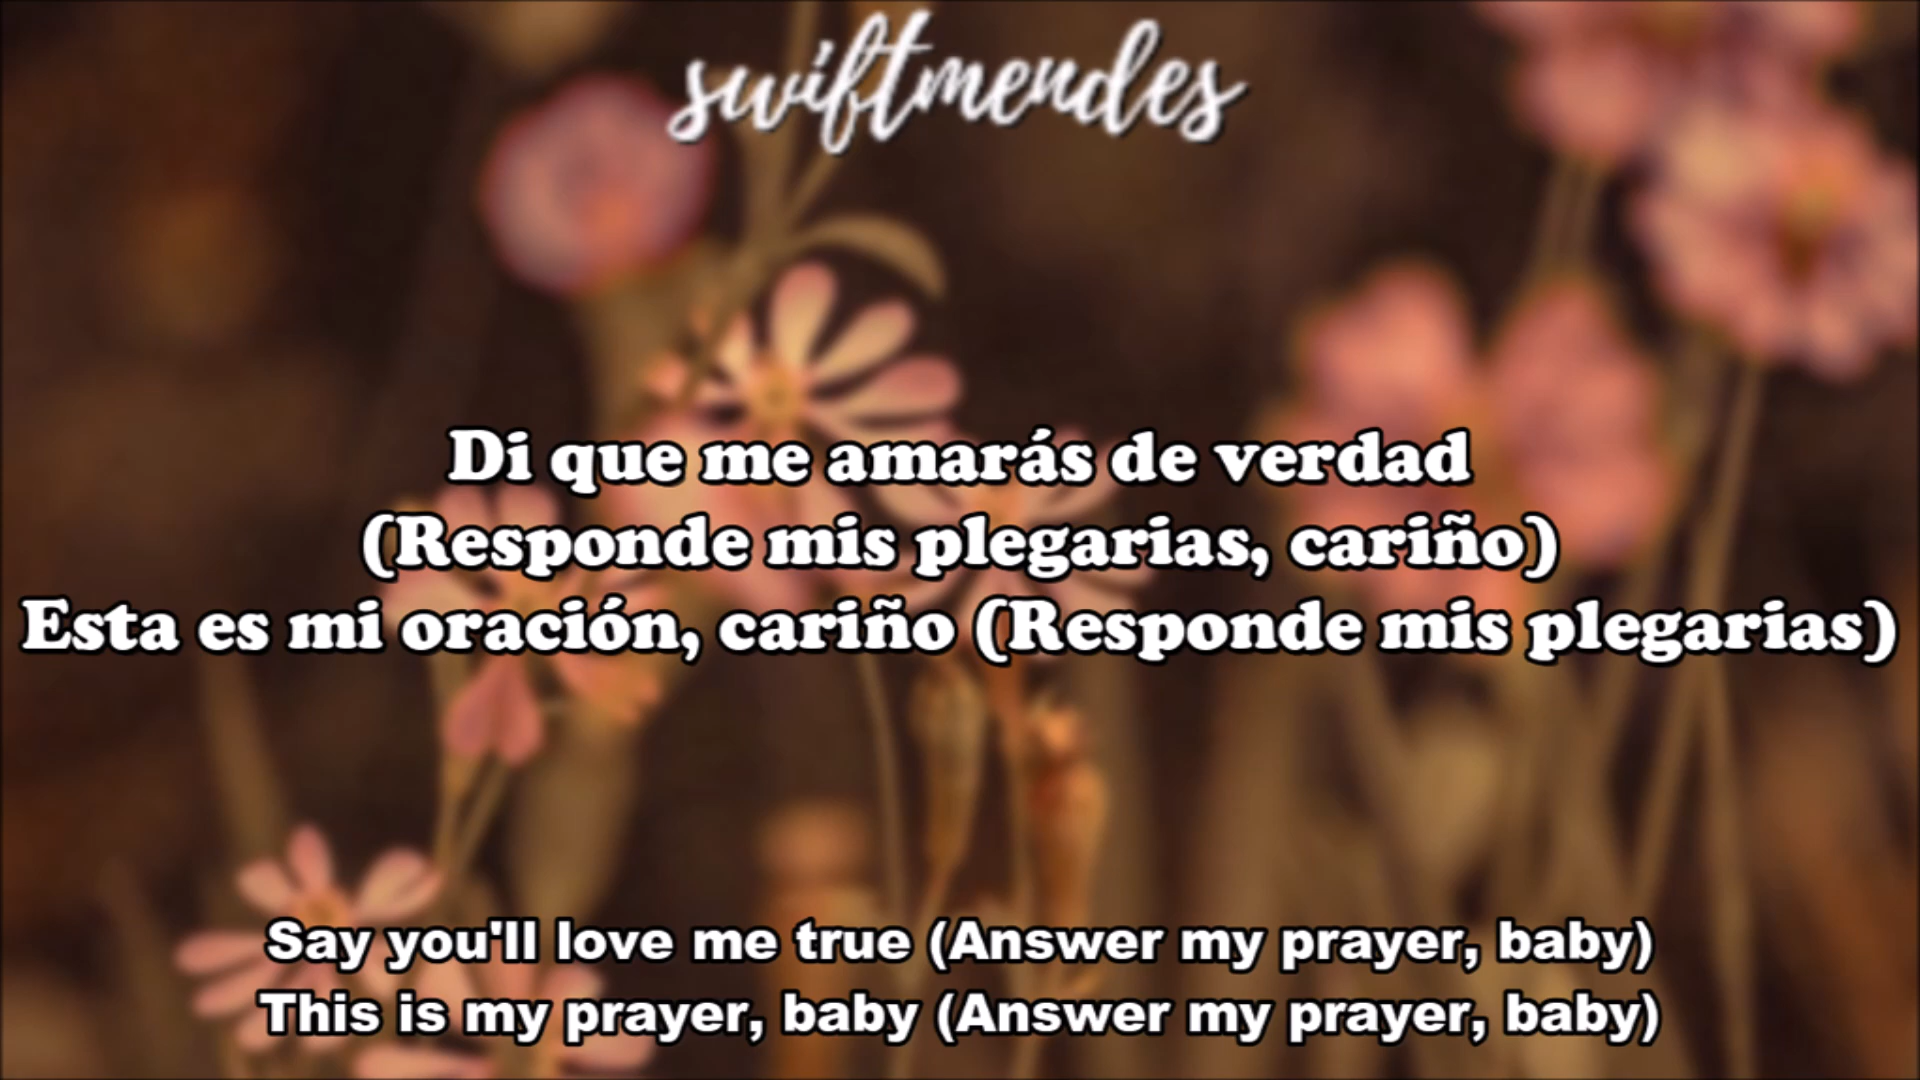 swiftmendes
Di que me amarás de verdad
(Responde mis plegarias, cariño)
Esta es mi oración, cariño (Responde mis plegarias)
Say you'll love me true (Answer my prayer, baby)
This is my prayer, baby (Answer my prayer, baby)